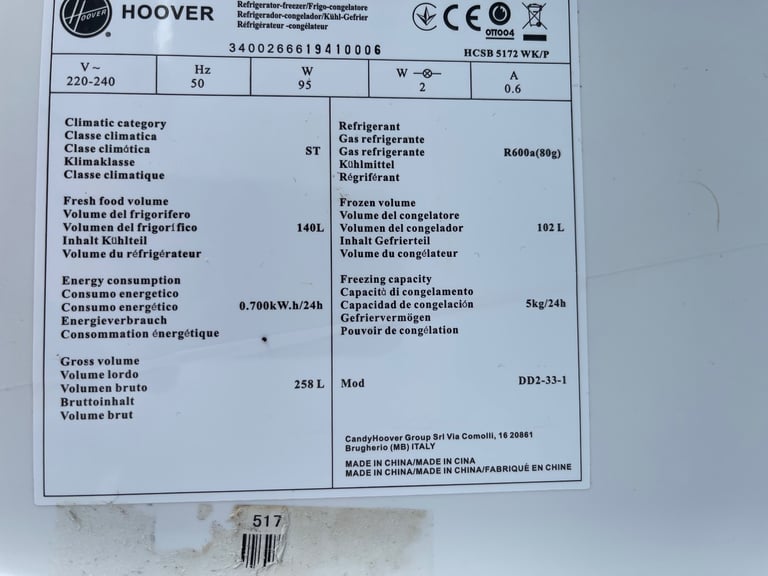 HOOVER
HOOVER
Refrigerator-freezer/Frigo-congelatore
Refrigerador-congelador/Kühl-Gefrier
Réfrigérateur -congélateur
34002666 19410006
HCSB 5172 WK/P
V ~
220-240
Hz
50
W
95
W
2
A
0.6
Climatic category
Classe climatica
Clase climótica
Klimaklasse
Classe climatique
ST
Refrigerant
Gas refrigerante
Gas refrigerante
Kühlmittel
Régriférant
R600a(80g)
Fresh food volume
Volume del frigorifero
Volumen del frigorífico
Inhalt Kühlteil
Volume du réfrigérateur
140L
Frozen volume
Volume del congelatore
Volumen del congelador
Inhalt Gefrierteil
Volume du congélateur
102 L
Energy consumption
Consumo energetico
Consumo energético
Energieverbrauch
Consommation énergétique
0.700kW.h/24h
Freezing capacity
Capacità di congelamento
Capacidad de congelación
Gefriervermögen
Pouvoir de congélation
5kg/24h
Gross volume
Volume lordo
Volumen bruto
Bruttoinhalt
Volume brut
258 L
Mod
DD2-33-1
CandyHoover Group Srl Via Comolli, 16 20861
Brugherio (MB) ITALY
MADE IN CHINA/MADE IN CINA
MADE IN CHINA/MADE IN CHINA/FABRIQUÉ EN CHINE
517